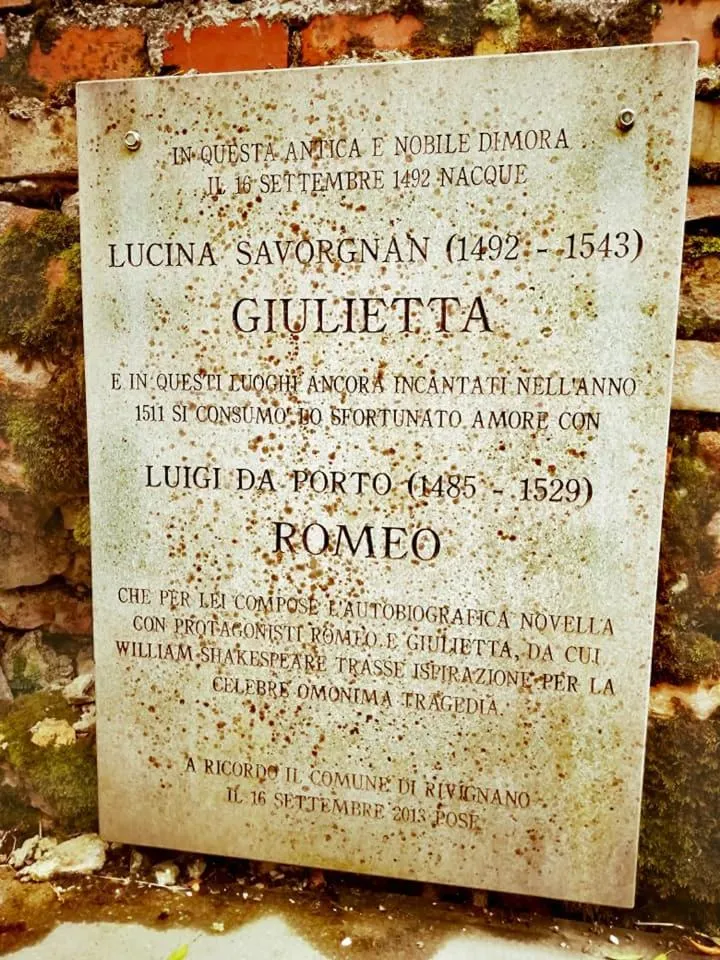 IN QUESTA ANTICA E NOBILE DIMORA
IL 16 SETTEMBRE 1492 NACQUE
LUCINA SAVORGNAN (1492 - 1543)
GIULIETTA
E IN QUESTI LUOGHI ANCORA INCANTATI NELL'ANNO
1511 SI CONSUMO' LO SFORTUNATO AMORE CON
LUIGI DA PORTO (1485 - 1529)
ROMEO
CHE PER LEI COMPOSE L'AUTOBIOGRAFICA NOVELLA
CON PROTAGONISTI ROMEO E GIULIETTA, DA CUI
WILLIAM SHAKESPEARE TRASSE ISPIRAZIONE PER LA
CELEBRE OMONIMA TRAGEDIA.
A RICORDO IL COMUNE DI RIVIGNANO
IL 16 SETTEMBRE 2013 POSE